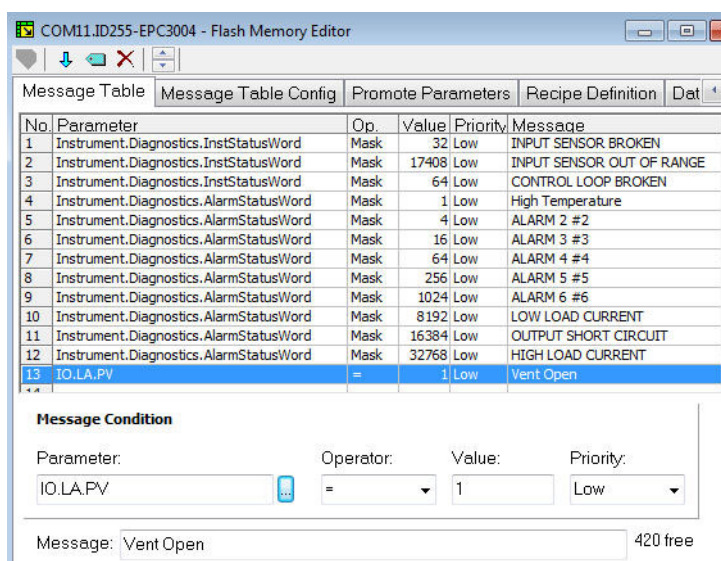 COM11.ID255-EPC3004 - Flash Memory Editor
Message Table Message Table Config Promote Parameters Recipe Definition Dat
No. Parameter Op. Value Priority Message
1 Instrument.Diagnostics.InstStatusWord Mask 32 Low INPUT SENSOR BROKEN
2 Instrument.Diagnostics.InstStatusWord Mask 17408 Low INPUT SENSOR OUT OF RANGE
3 Instrument.Diagnostics.InstStatusWord Mask 64 Low CONTROL LOOP BROKEN
4 Instrument.Diagnostics.AlarmStatusWord Mask 1 Low High Temperature
5 Instrument.Diagnostics.AlarmStatusWord Mask 4 Low ALARM 2 #2
6 Instrument.Diagnostics.AlarmStatusWord Mask 16 Low ALARM 3 #3
7 Instrument.Diagnostics.AlarmStatusWord Mask 64 Low ALARM 4 #4
8 Instrument.Diagnostics.AlarmStatusWord Mask 256 Low ALARM 5 #5
9 Instrument.Diagnostics.AlarmStatusWord Mask 1024 Low ALARM 6 #6
10 Instrument.Diagnostics.AlarmStatusWord Mask 8192 Low LOW LOAD CURRENT
11 Instrument.Diagnostics.AlarmStatusWord Mask 16384 Low OUTPUT SHORT CIRCUIT
12 Instrument.Diagnostics.AlarmStatusWord Mask 32768 Low HIGH LOAD CURRENT
13 IO.LA.PV = 1 Low Vent Open
Message Condition
Parameter: Operator: Value: Priority:
IO.LA.PV ... = 1 Low
Message: Vent Open 420 free